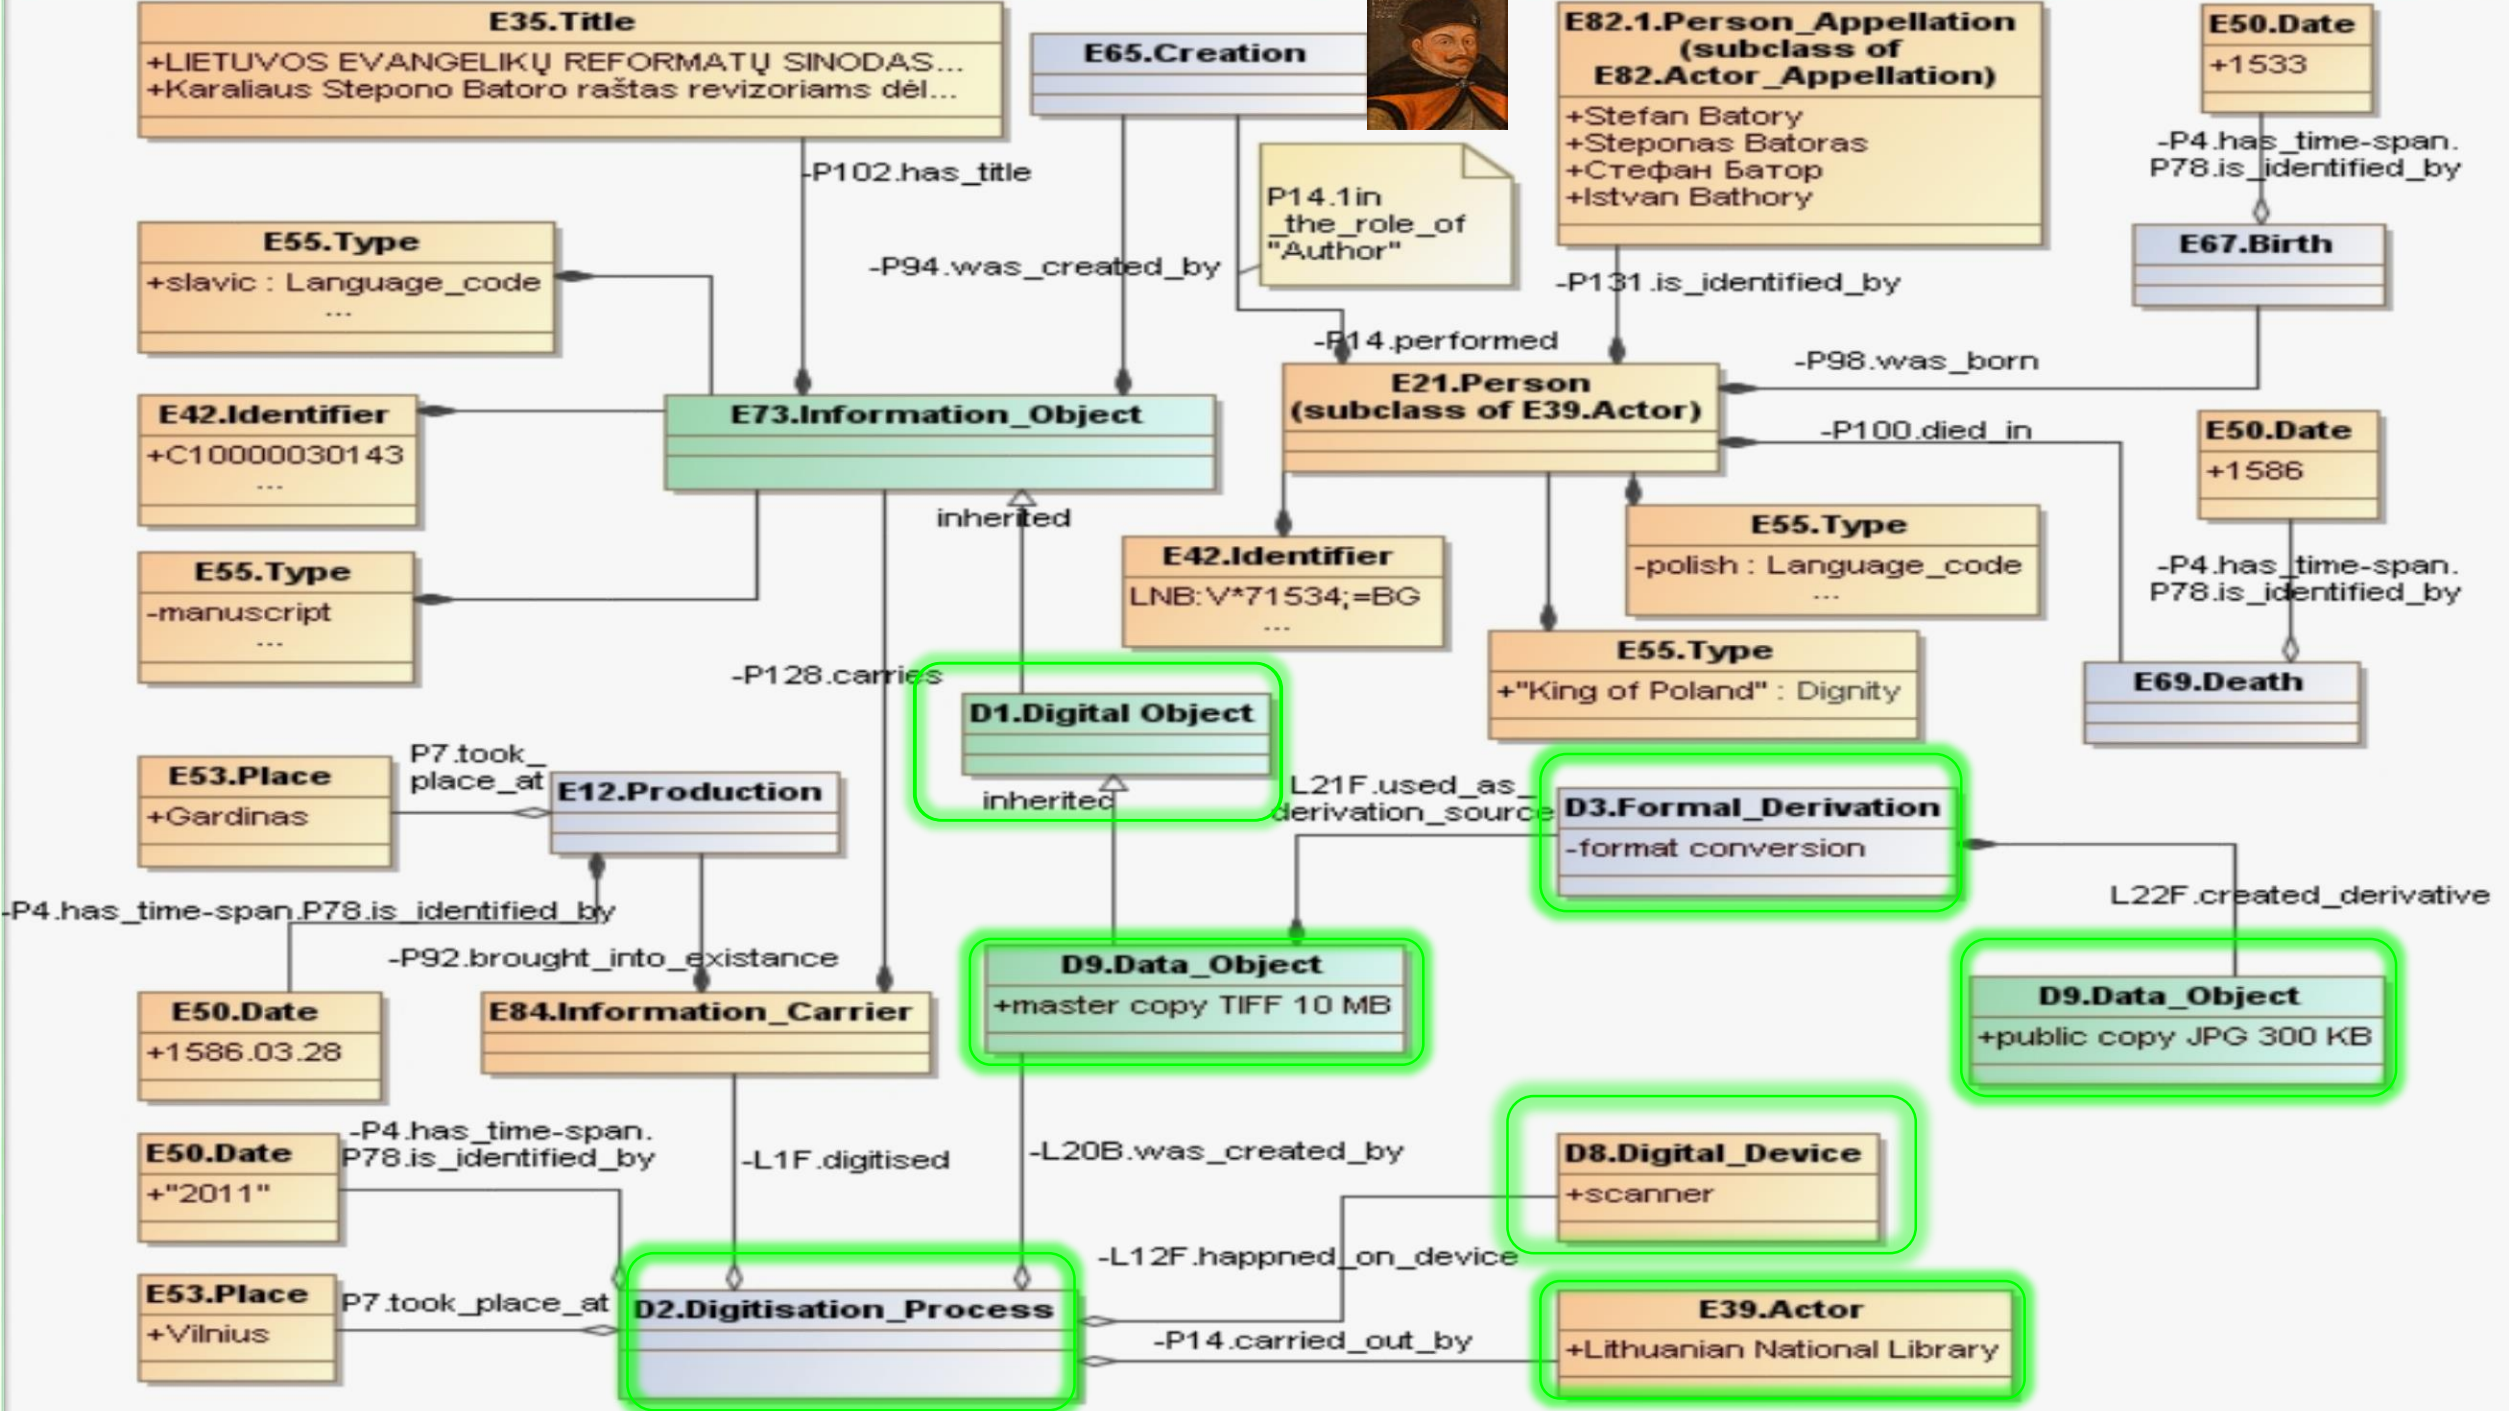 E35.Title
+LIETUVOS EVANGELIKŲ REFORMATŲ SINODAS...
+Karaliaus Stepono Batoro raštas revizoriams dėl...
E65.Creation
E82.1.Person_Appellation
(subclass of
E82.Actor_Appellation)
+Stefan Batory
+Steponas Batoras
+Стефан Батор
+Istvan Bathory
E50.Date
+1533
-P4.has_time-span.
P78.is_identified_by
-P102.has_title
P14.1in
_the_role_of
"Author"
E55.Type
+slavic : Language_code
...
-P94.was_created_by
-P131.is_identified_by
E67.Birth
-P14.performed
-P98.was_born
E42.Identifier
+C10000030143
...
E73.Information_Object
E21.Person
(subclass of E39.Actor)
-P100.died_in
E50.Date
+1586
-P4.has_time-span.
P78.is_identified_by
inherited
E55.Type
-manuscript
...
E42.Identifier
LNB:V*71534;=BG
...
E55.Type
-polish : Language_code
...
E55.Type
+"King of Poland" : Dignity
E69.Death
-P128.carries
D1.Digital Object
inherited
E53.Place
+Gardinas
P7.took_
place_at
E12.Production
L21F.used_as_
derivation_source
D3.Formal_Derivation
-format conversion
L22F.created_derivative
-P4.has_time-span.P78.is_identified_by
-P92.brought_into_existance
E50.Date
+1586.03.28
E84.Information_Carrier
D9.Data_Object
+master copy TIFF 10 MB
D9.Data_Object
+public copy JPG 300 KB
E50.Date
+"2011"
-P4.has_time-span.
P78.is_identified_by
-L1F.digitised
-L20B.was_created_by
D8.Digital_Device
+scanner
-L12F.happned_on_device
E53.Place
+Vilnius
P7.took_place_at
D2.Digitisation_Process
-P14.carried_out_by
E39.Actor
+Lithuanian National Library